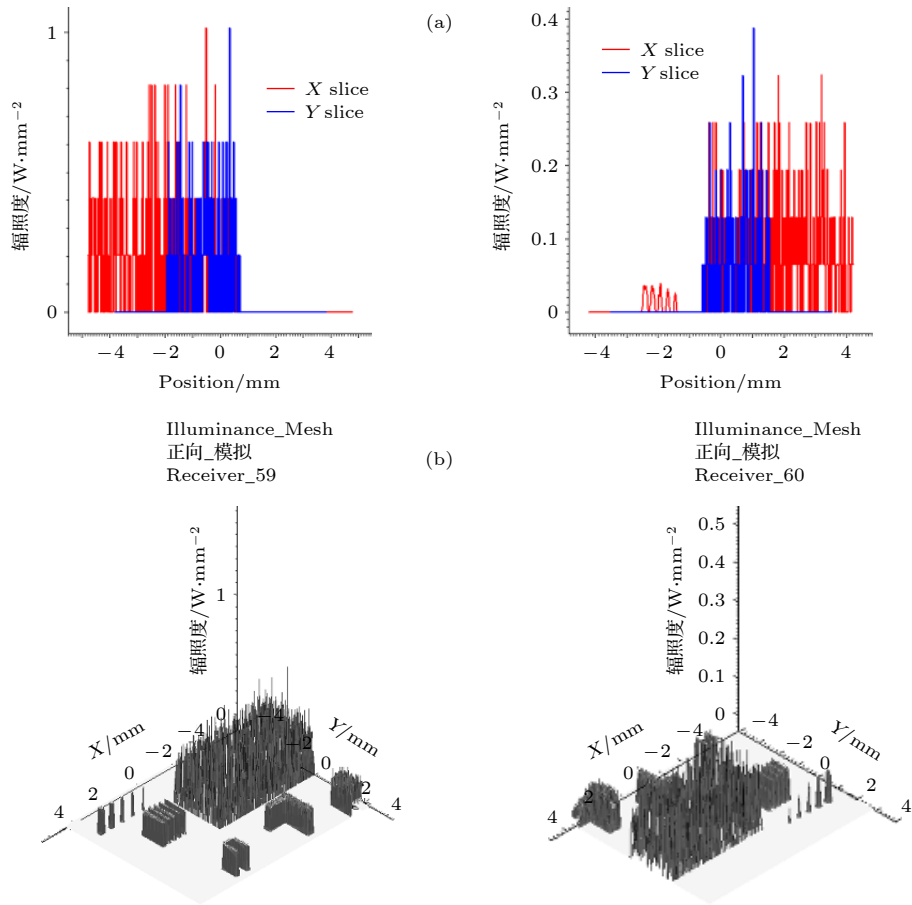 (a)
辐照度/W·mm−2
1
0
X slice
Y slice
−4 −2 0 2 4
Position/mm
辐照度/W·mm−2
0.4
0.3
0.2
0.1
0
X slice
Y slice
−4 −2 0 2 4
Position/mm
(b)
Illuminance_Mesh
正向_模拟
Receiver_59
辐照度/W·mm−2
1
0
X/mm
4 2 0 −2 −4
Y/mm
−2 0 2 4
Illuminance_Mesh
正向_模拟
Receiver_60
辐照度/W·mm−2
0.5
0.4
0.3
0.2
0.1
0
X/mm
4 2 0 −2
Y/mm
−4 −2 0 2 4